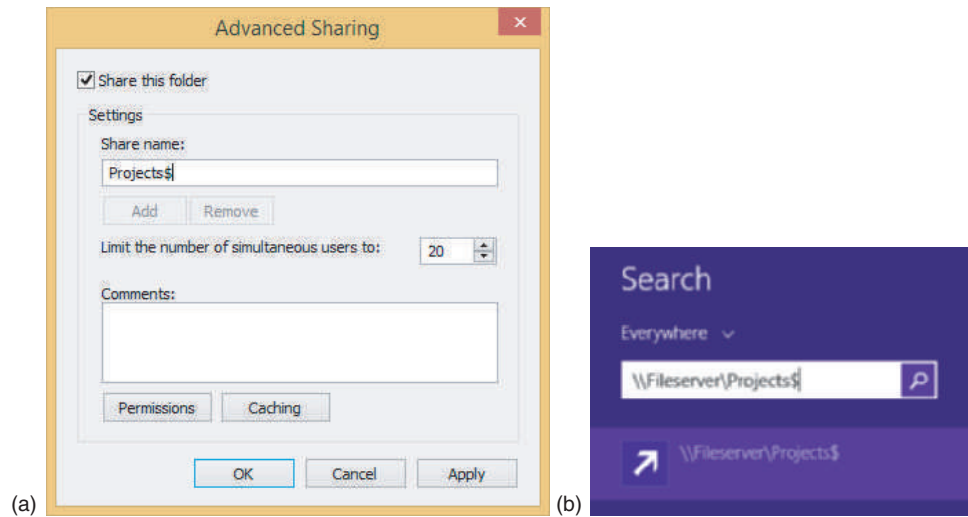 Advanced Sharing
Share this folder
Settings
Share name:
Projects$
Add Remove
Limit the number of simultaneous users to: 20
Comments:
Permissions Caching
OK Cancel Apply
(a)
Search
Everywhere
\\Fileserver\Projects$
\\Fileserver\Projects$
(b)